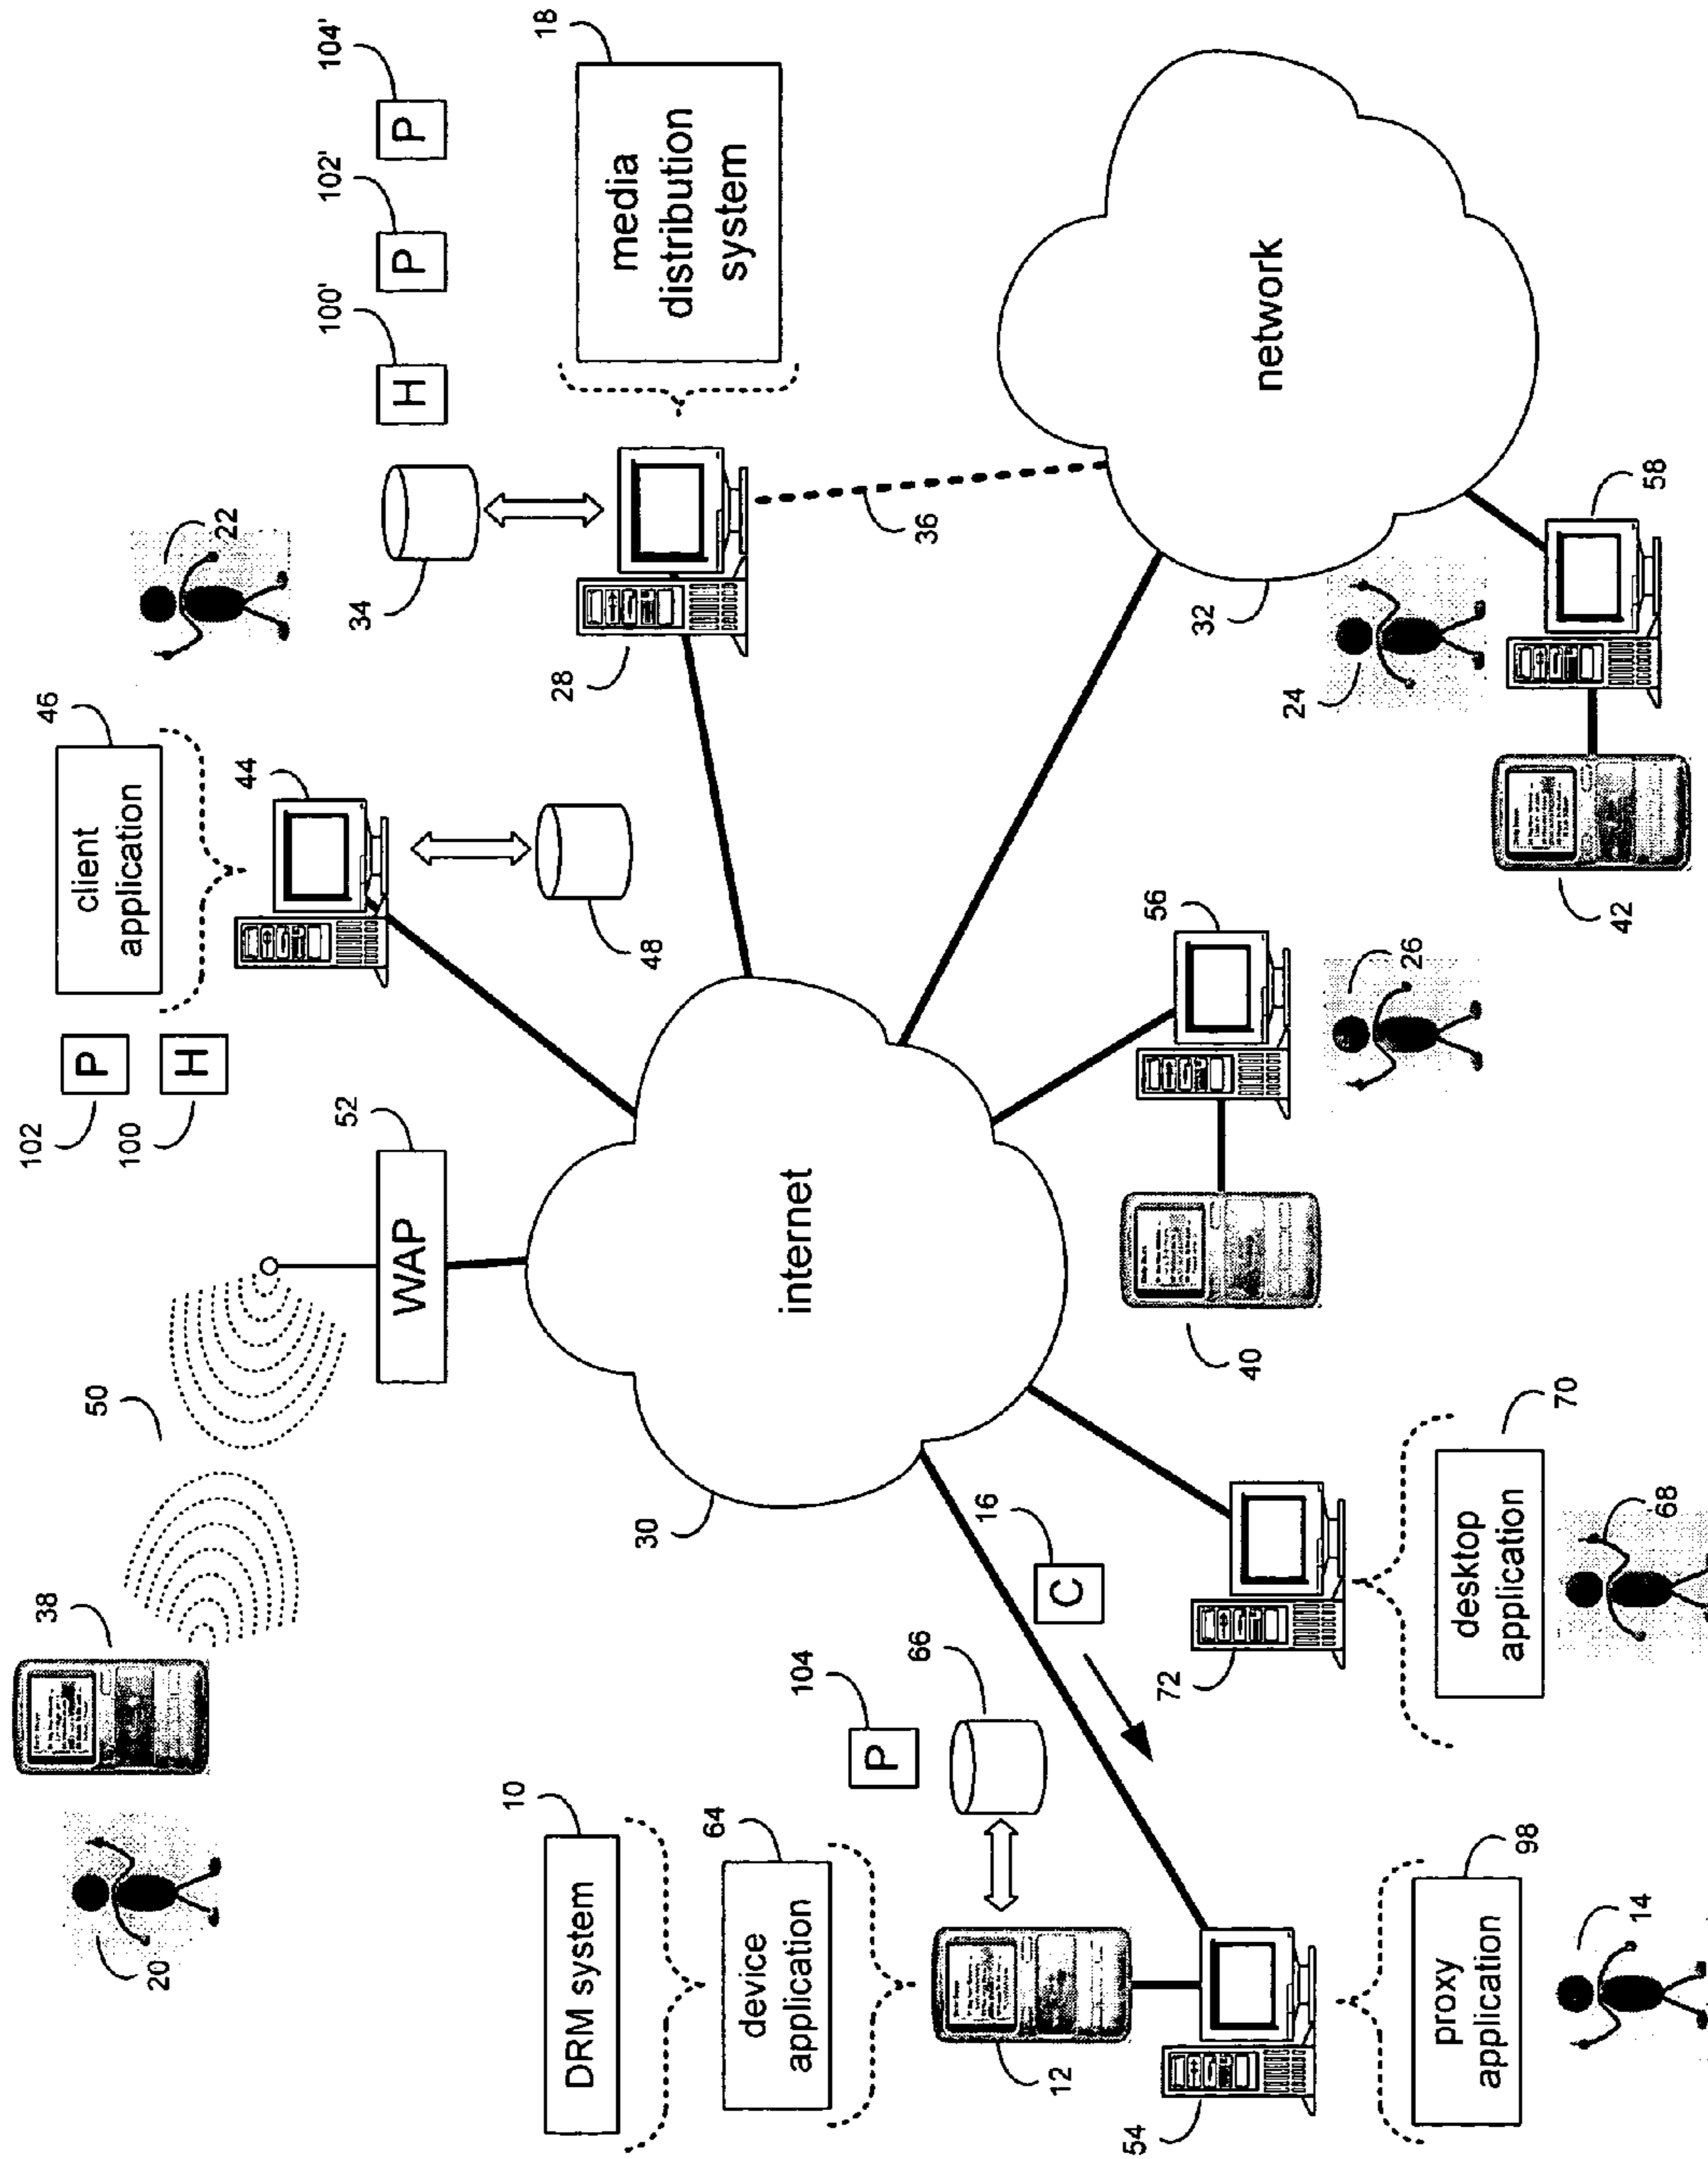 38
102
46
50
P
client
application
100
H
20
22
44
52
34
100'
102'
104'
WAP
H
P
P
10
18
DRM system
28
media
distribution
system
30
48
64
device
application
internet
104
P
66
36
16
C
12
54
56
72
32
40
network
24
26
proxy
application
desktop
application
98
70
42
14
68
58